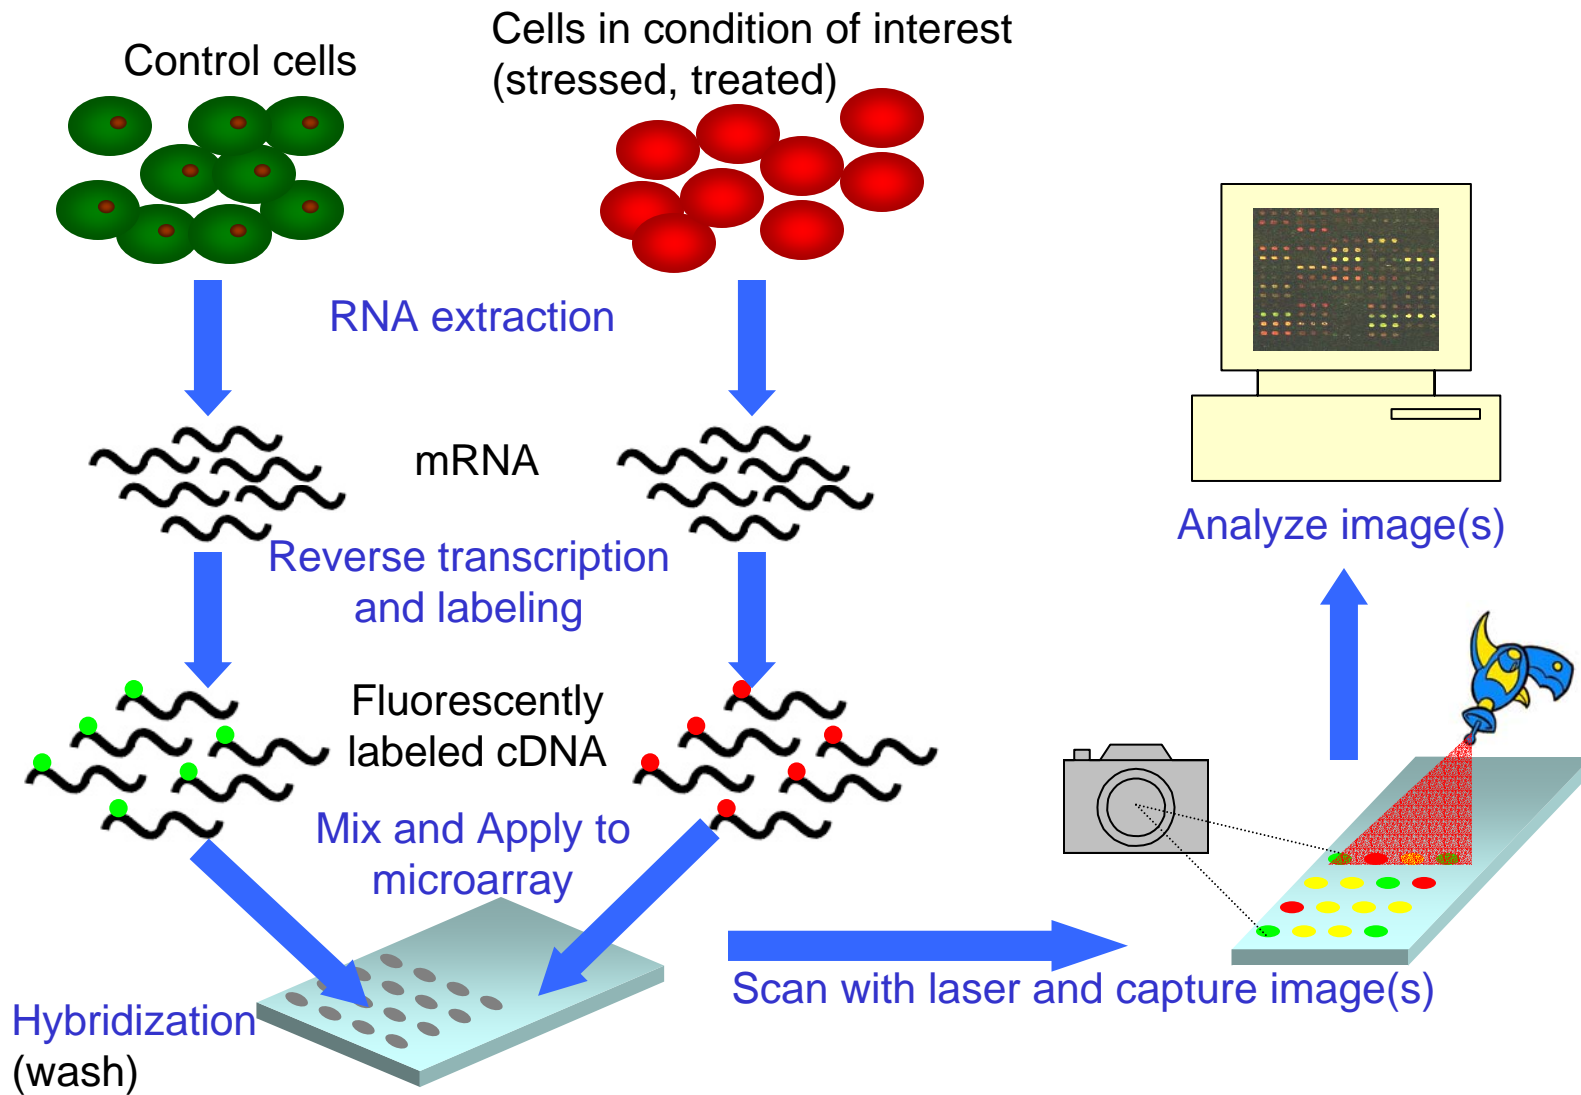 Control cells
Cells in condition of interest
(stressed, treated)
RNA extraction
mRNA
Reverse transcription
and labeling
Fluorescently
labeled cDNA
Mix and Apply to
microarray
Hybridization
(wash)
Scan with laser and capture image(s)
Analyze image(s)